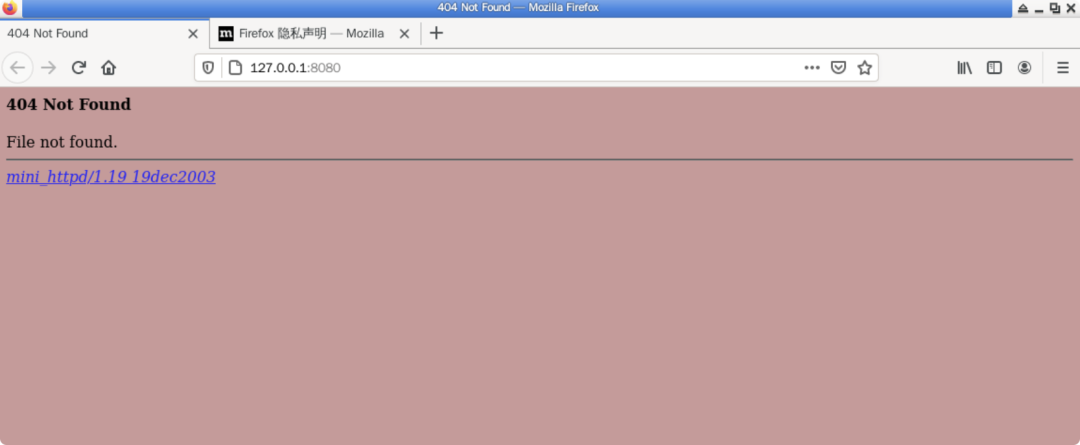 404 Not Found — Mozilla Firefox
404 Not Found
Firefox 隐私声明 — Mozilla
127.0.0.1:8080
404 Not Found
File not found.
mini_httpd/1.19 19dec2003